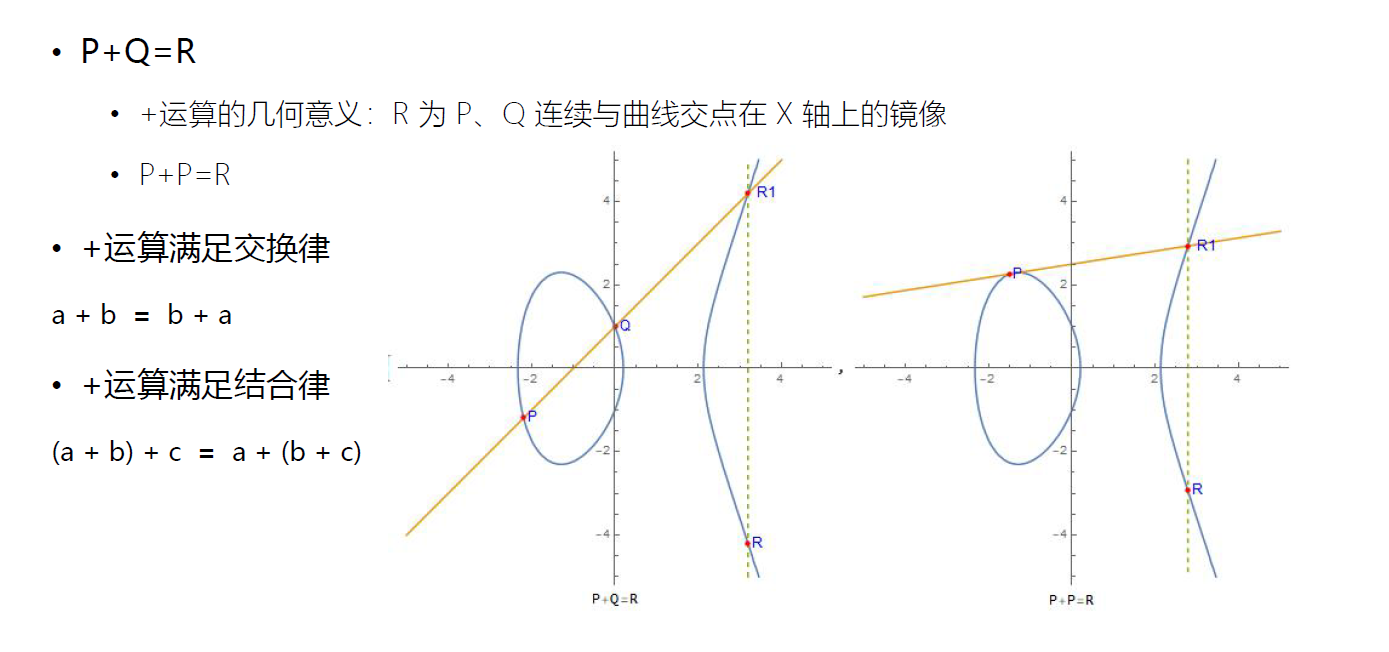 • P+Q=R
• +运算的几何意义：R 为 P、Q 连续与曲线交点在 X 轴上的镜像
• P+P=R
• +运算满足交换律
a + b = b + a
• +运算满足结合律
(a + b) + c = a + (b + c)
4
R1
2
Q
-4
-2
2
4
P
-2
R
-4
P+Q=R
,
4
R1
P
2
-4
-2
2
4
-2
R
-4
P+P=R